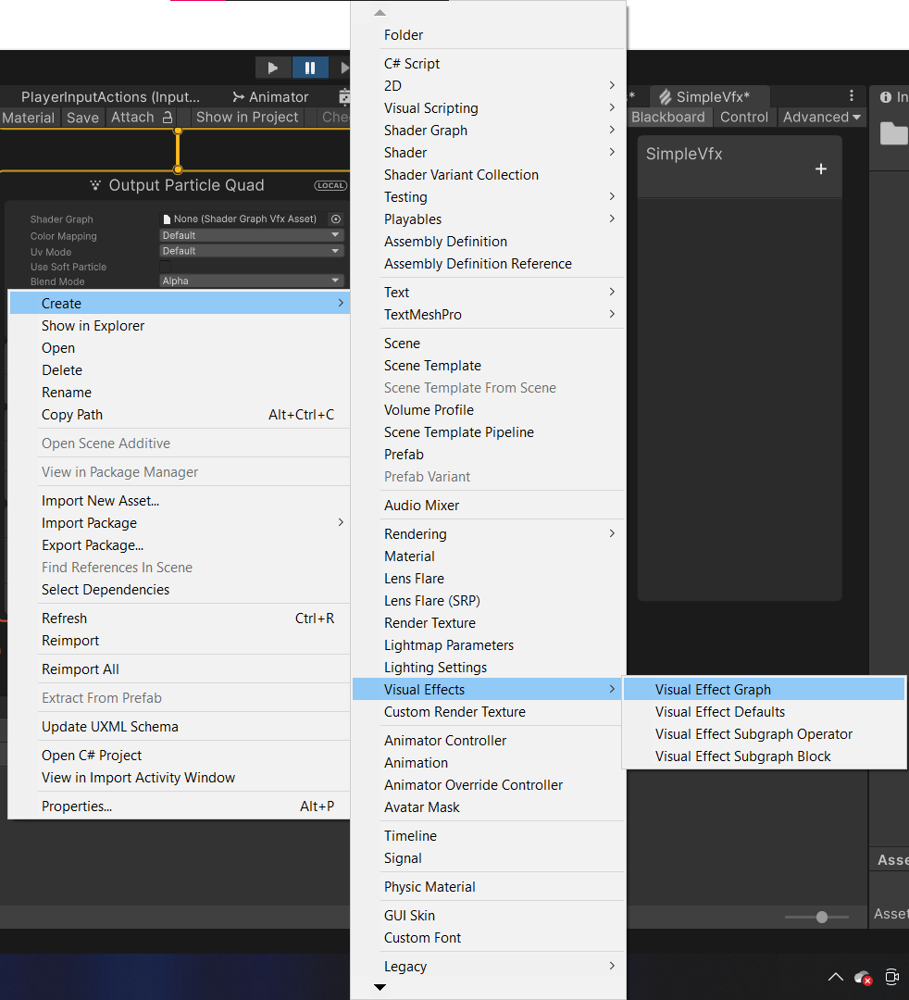 PlayerInputActions (Input...
Animator
*
SimpleVfx*
In
Material
Save
Attach
Show in Project
Che
Blackboard
Control
Advanced
SimpleVfx
+
Output Particle Quad
LOCAL
Shader Graph
None (Shader Graph Vfx Asset)
Color Mapping
Default
Uv Mode
Default
Use Soft Particle
Blend Mode
Alpha
Create
Show in Explorer
Open
Delete
Rename
Copy Path Alt+Ctrl+C
Open Scene Additive
View in Package Manager
Import New Asset...
Import Package
Export Package...
Find References In Scene
Select Dependencies
Refresh Ctrl+R
Reimport
Reimport All
Extract From Prefab
Update UXML Schema
Open C# Project
View in Import Activity Window
Properties... Alt+P
Folder
C# Script
2D
Visual Scripting
Shader Graph
Shader
Shader Variant Collection
Testing
Playables
Assembly Definition
Assembly Definition Reference
Text
TextMeshPro
Scene
Scene Template
Scene Template From Scene
Volume Profile
Scene Template Pipeline
Prefab
Prefab Variant
Audio Mixer
Rendering
Material
Lens Flare
Lens Flare (SRP)
Render Texture
Lightmap Parameters
Lighting Settings
Visual Effects
Custom Render Texture
Animator Controller
Animation
Animator Override Controller
Avatar Mask
Timeline
Signal
Physic Material
GUI Skin
Custom Font
Legacy
Visual Effect Graph
Visual Effect Defaults
Visual Effect Subgraph Operator
Visual Effect Subgraph Block
Asse
Asset